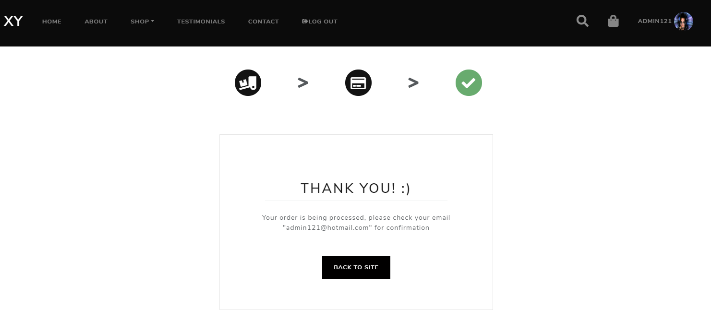 XY HOME ABOUT SHOP TESTIMONIALS CONTACT LOG OUT ADMIN121
THANK YOU! :)
Your order is being processed, please check your email
"admin121@hotmail.com" for confirmation
BACK TO SITE